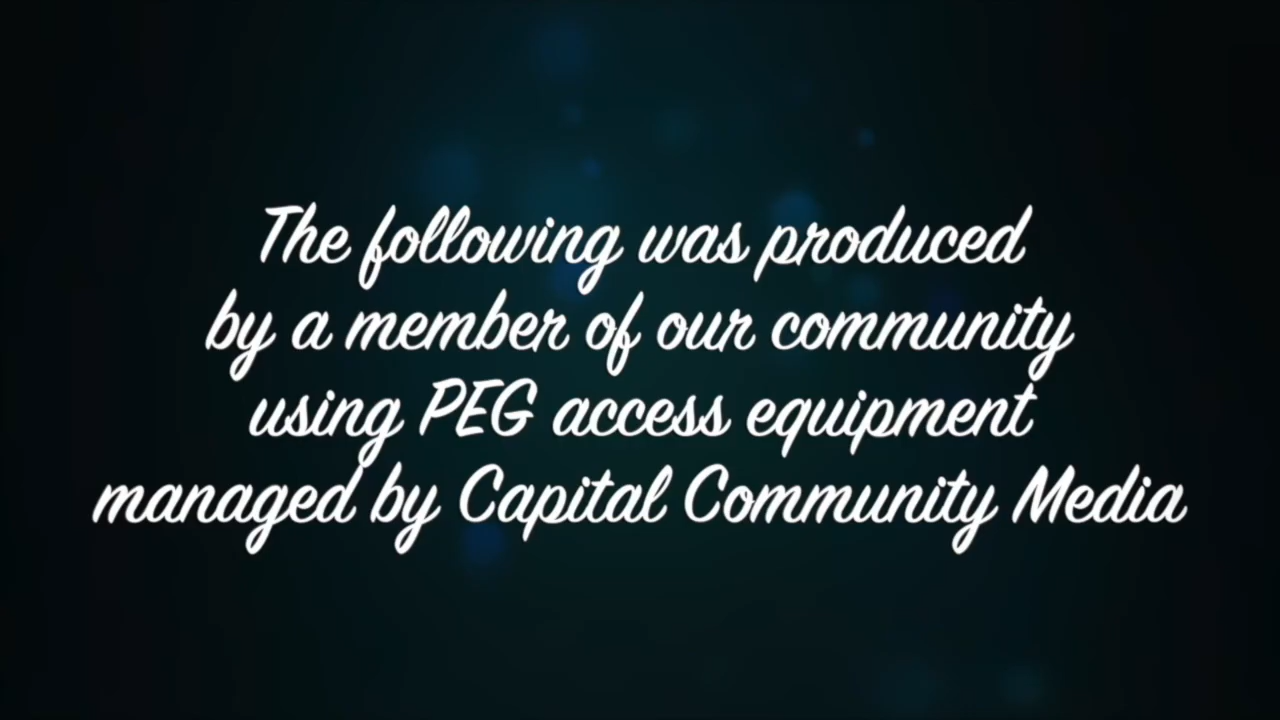 The following was produced
by a member of our community
using PEG access equipment
managed by Capital Community Media